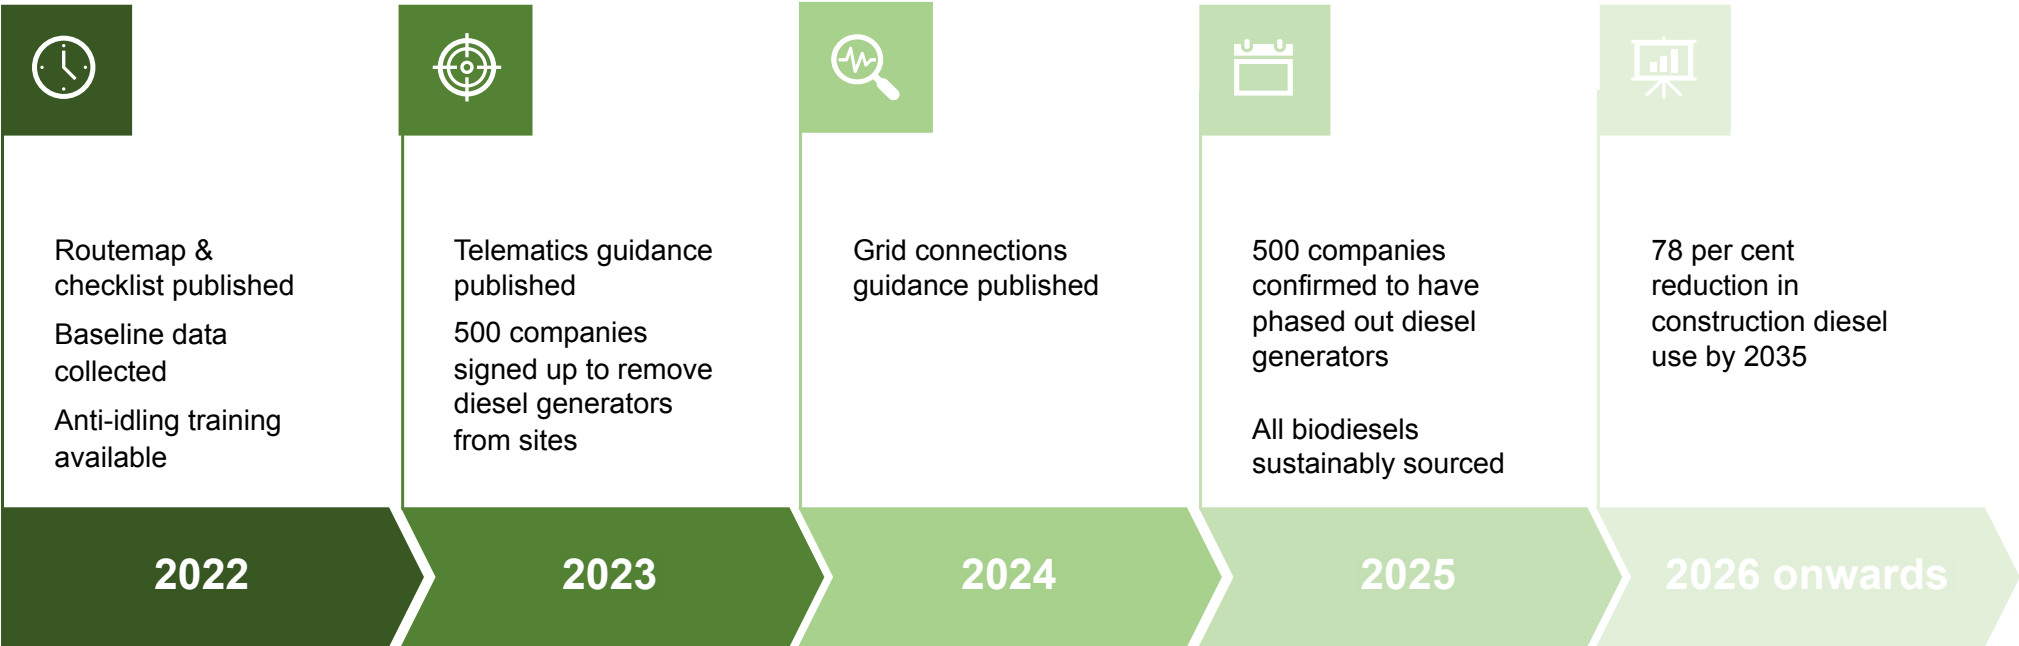 Routemap &
checklist published
Baseline data
collected
Anti-idling training
available
Telematics guidance
published
500 companies
signed up to remove
diesel generators
from sites
Grid connections
guidance published
500 companies
confirmed to have
phased out diesel
generators
All biodiesels
sustainably sourced
78 per cent
reduction in
construction diesel
use by 2035
2022
2023
2024
2025
2026 onwards